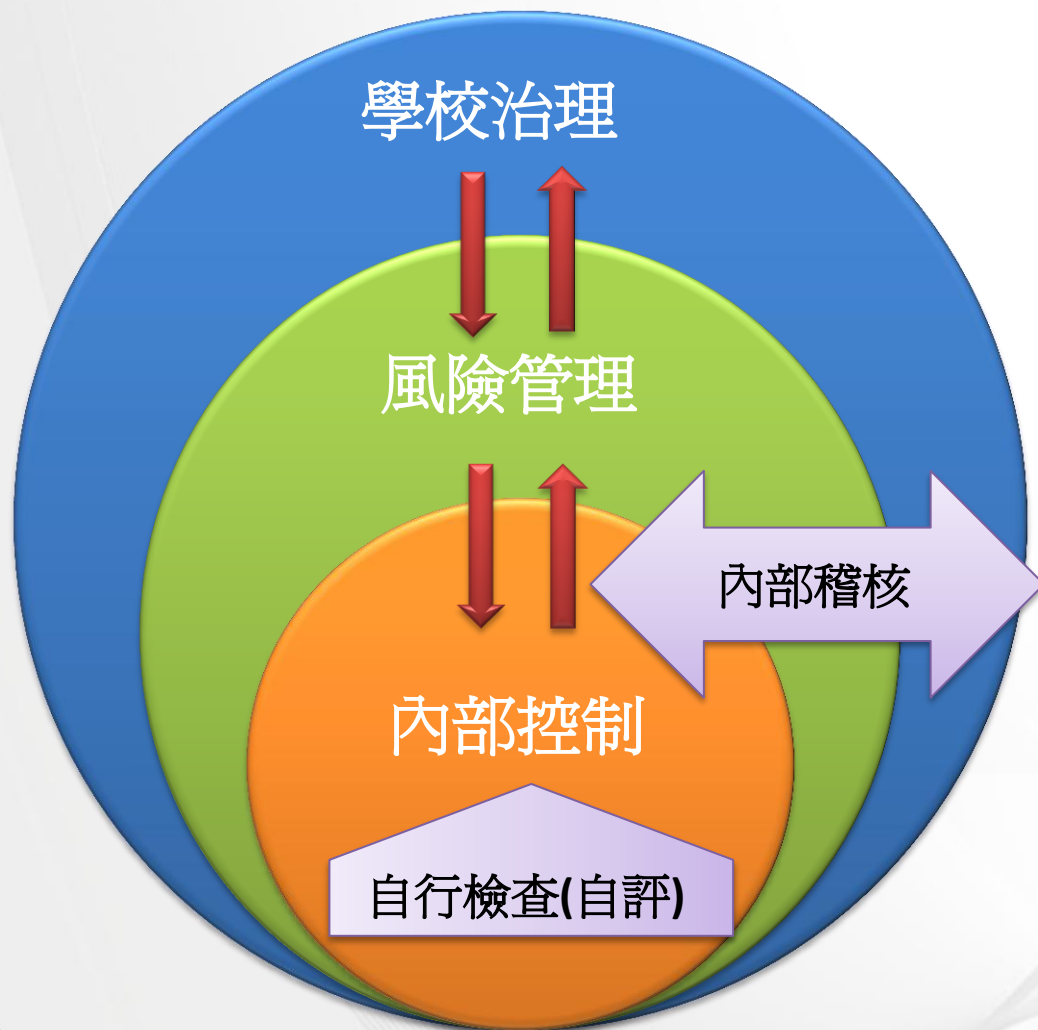 學校治理
風險管理
內部稽核
內部控制
自行檢查(自評)